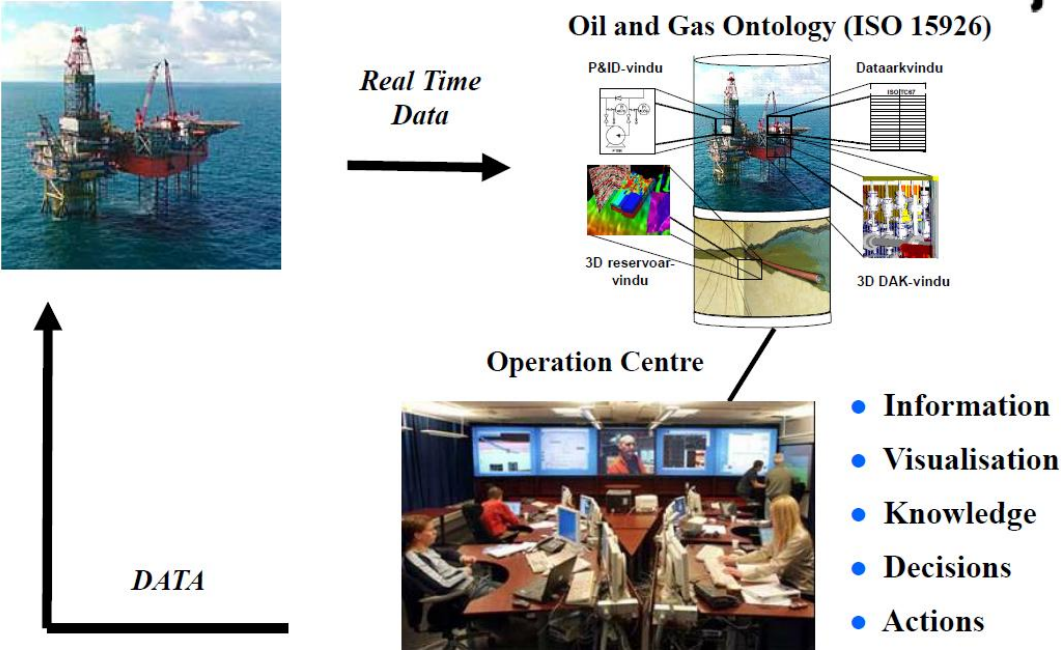 Oil and Gas Ontology (ISO 15926)
P&ID-vindu
Dataarkvindu
Real Time
Data
3D reservoar-
vindu
3D DAK-vindu
Operation Centre
● Information
● Visualisation
● Knowledge
● Decisions
● Actions
DATA